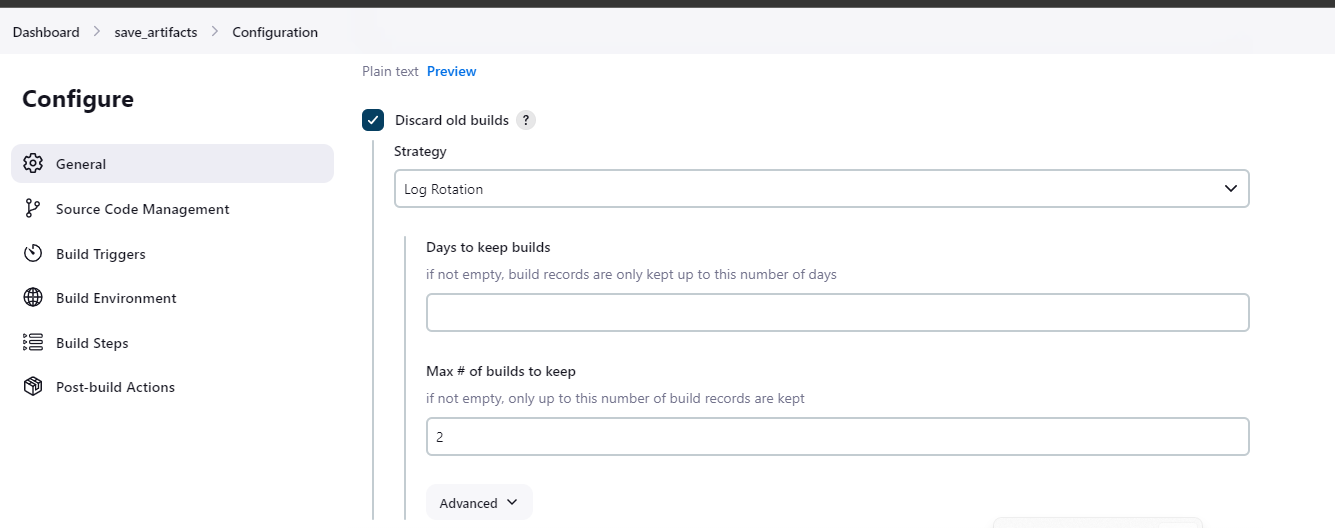 Dashboard > save_artifacts > Configuration
Configure
General
Source Code Management
Build Triggers
Build Environment
Build Steps
Post-build Actions
Plain text Preview
Discard old builds ?
Strategy
Log Rotation
Days to keep builds
if not empty, build records are only kept up to this number of days
Max # of builds to keep
if not empty, only up to this number of build records are kept
2
Advanced